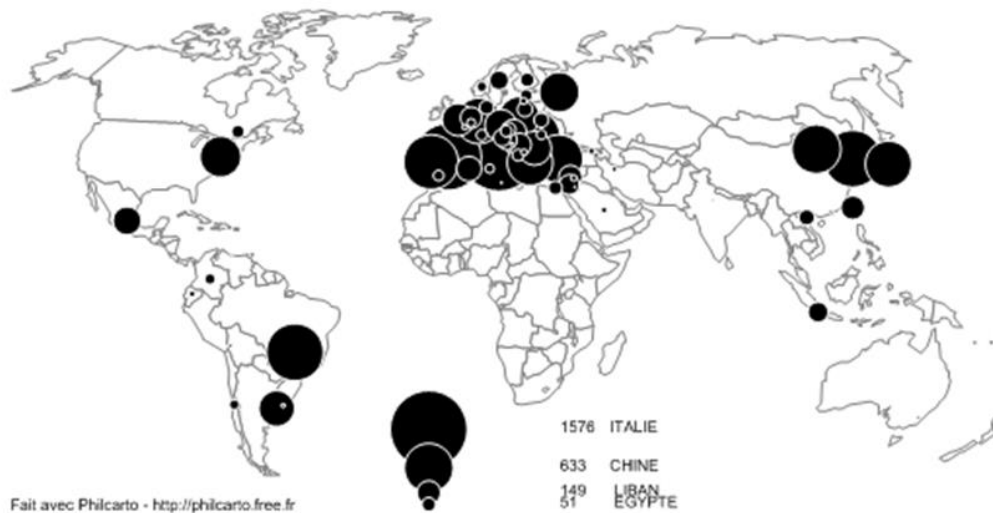 1576 ITALIE
633 CHINE
149 LIBAN
51 EGYPTE
Fait avec Philcarto - http://philcarto.free.fr